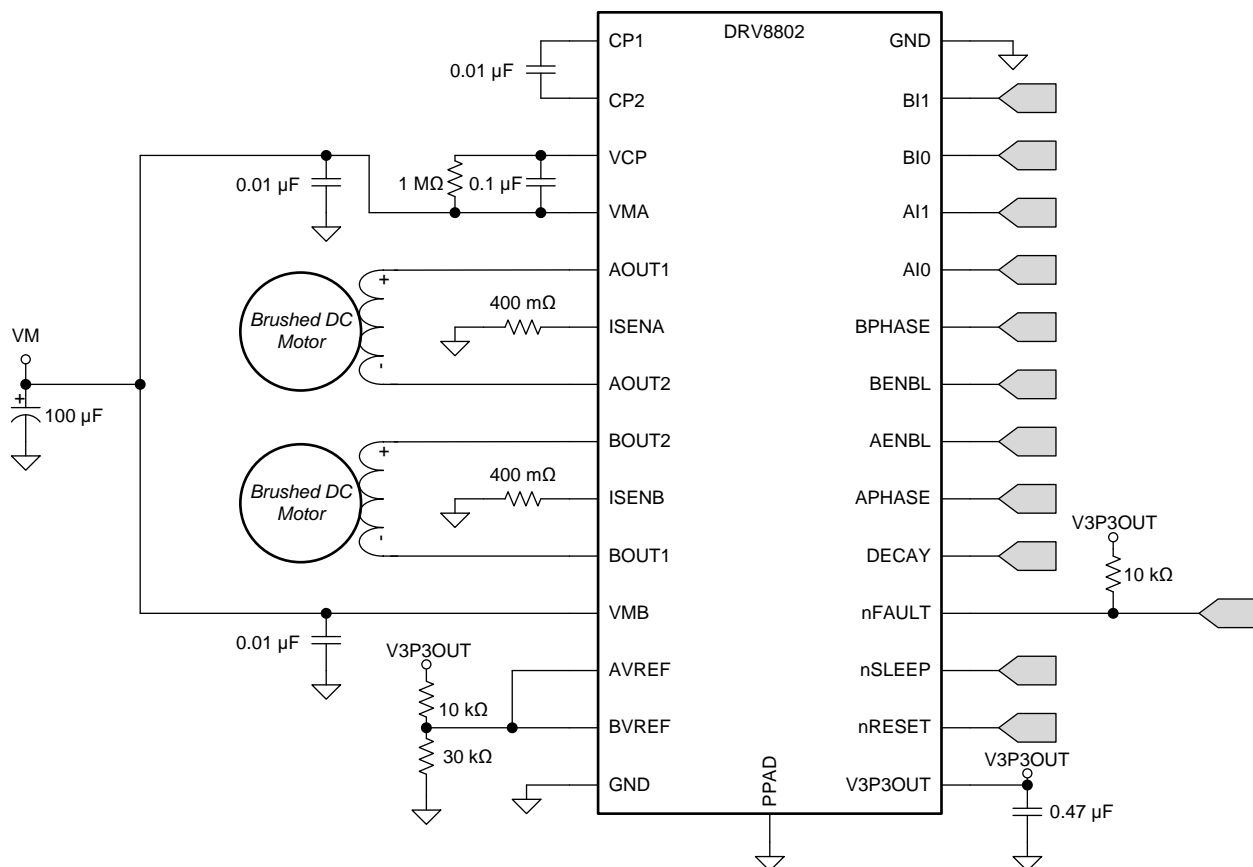 DRV8802
CP1
GND
0.01 µF
CP2
BI1
VCP
BI0
0.01 µF
1 MΩ
0.1 µF
VMA
AI1
AOUT1
AI0
+
Brushed DC
Motor
400 mΩ
ISENA
BPHASE
VM
-
AOUT2
BENBL
+
100 µF
BOUT2
AENBL
+
Brushed DC
Motor
400 mΩ
ISENB
APHASE
V3P3OUT
-
BOUT1
DECAY
10 kΩ
VMB
nFAULT
0.01 µF
V3P3OUT
AVREF
nSLEEP
10 kΩ
BVREF
nRESET
30 kΩ
V3P3OUT
GND
PPAD
V3P3OUT
0.47 µF